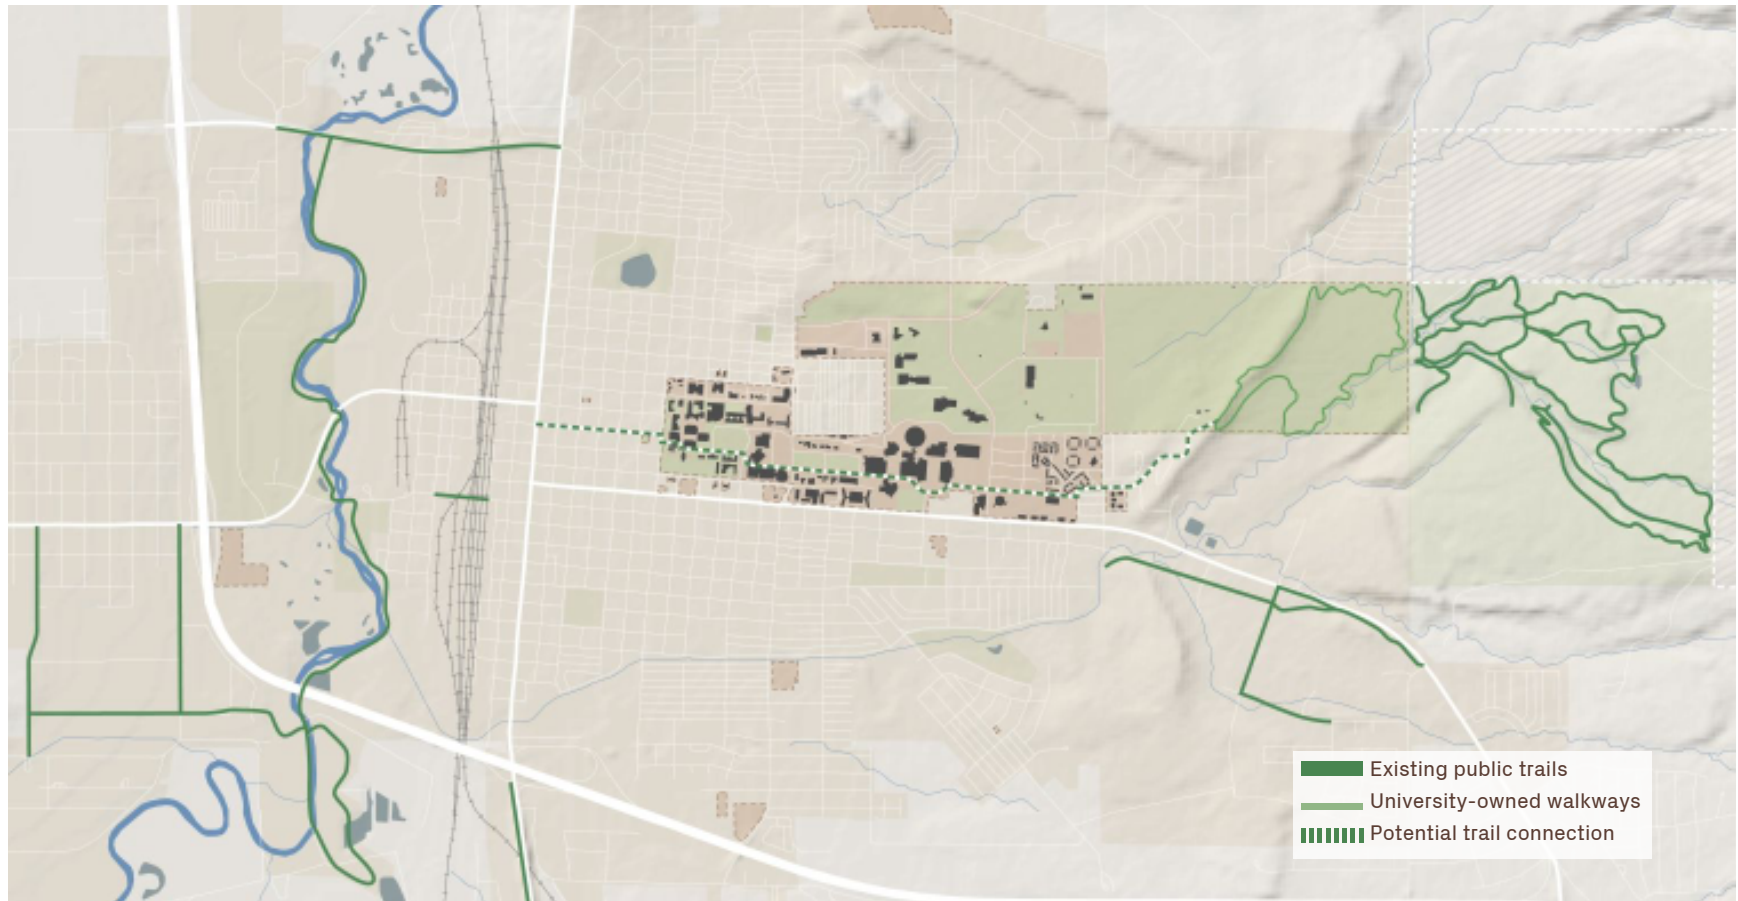 Existing public trails
University-owned walkways
Potential trail connection